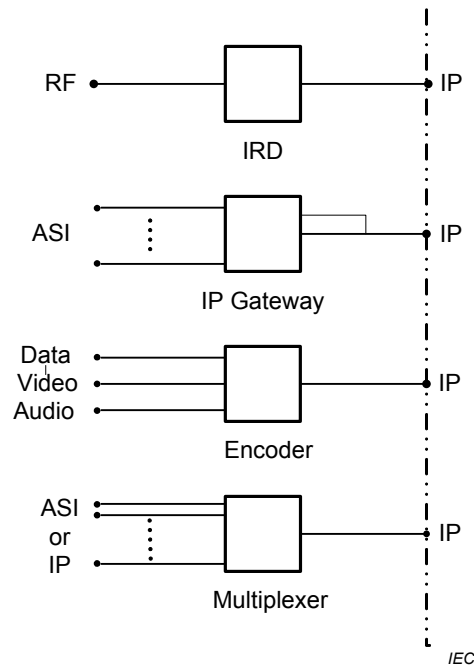 RF
IP
IRD
ASI
IP
IP Gateway
Data
Video
Audio
IP
Encoder
ASI
or
IP
IP
Multiplexer
IEC